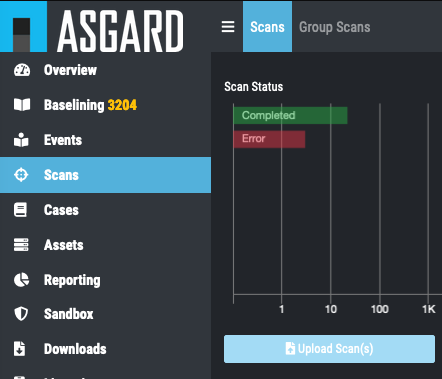 ASGARD
Scans Group Scans
Overview
Baselining 3204
Events
Scans
Cases
Assets
Reporting
Sandbox
Downloads
Scan Status
Completed
Error
1 10 100 1K
Upload Scan(s)